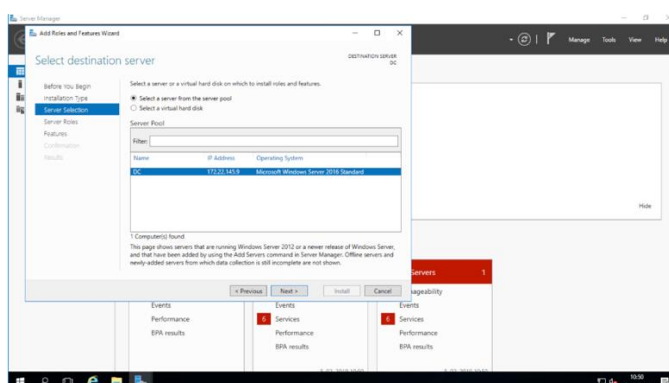 Server Manager
Add Roles and Features Wizard
Manage Tools View Help
Select destination server
DESTINATION SERVER
DC
Before You Begin
Installation Type
Server Selection
Server Roles
Features
Confirmation
Results
Select a server or a virtual hard disk on which to install roles and features.
Select a server from the server pool
Select a virtual hard disk
Server Pool
Filter:
Name IP Address Operating System
DC 172.22.145.9 Microsoft Windows Server 2016 Standard
1 Computer(s) found
This page shows servers that are running Windows Server 2012 or a newer release of Windows Server,
and that have been added by using the Add Servers command in Server Manager. Offline servers and
newly-added servers from which data collection is still incomplete are not shown.
< Previous Next > Install Cancel
Hide
Servers 1
ageability
Events Events Events
Performance 6 Services 6 Services
BPA results Performance Performance
BPA results BPA results
10:50